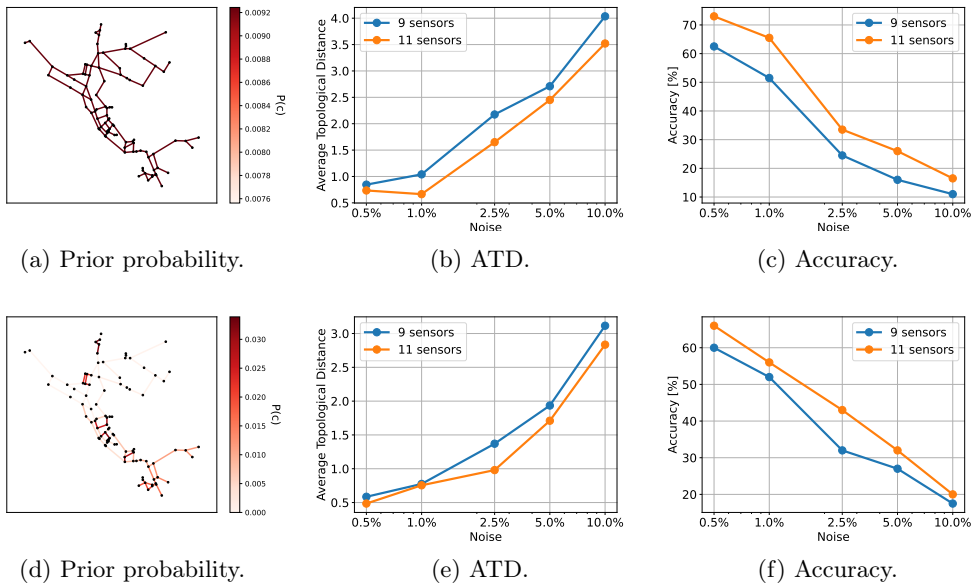 0.0092
0.0090
0.0088
0.0086
0.0084
0.0082
0.0080
0.0078
0.0076
P(c)
(a) Prior probability.
4.0
3.5
3.0
2.5
2.0
1.5
1.0
0.5
Average Topological Distance
9 sensors
11 sensors
0.5% 1.0% 2.5% 5.0% 10.0%
Noise
(b) ATD.
70
60
50
40
30
20
10
Accuracy [%]
9 sensors
11 sensors
0.5% 1.0% 2.5% 5.0% 10.0%
Noise
(c) Accuracy.
0.030
0.025
0.020
0.015
0.010
0.005
0.000
P(c)
(d) Prior probability.
3.0
2.5
2.0
1.5
1.0
0.5
Average Topological Distance
9 sensors
11 sensors
0.5% 1.0% 2.5% 5.0% 10.0%
Noise
(e) ATD.
60
50
40
30
20
Accuracy [%]
9 sensors
11 sensors
0.5% 1.0% 2.5% 5.0% 10.0%
Noise
(f) Accuracy.